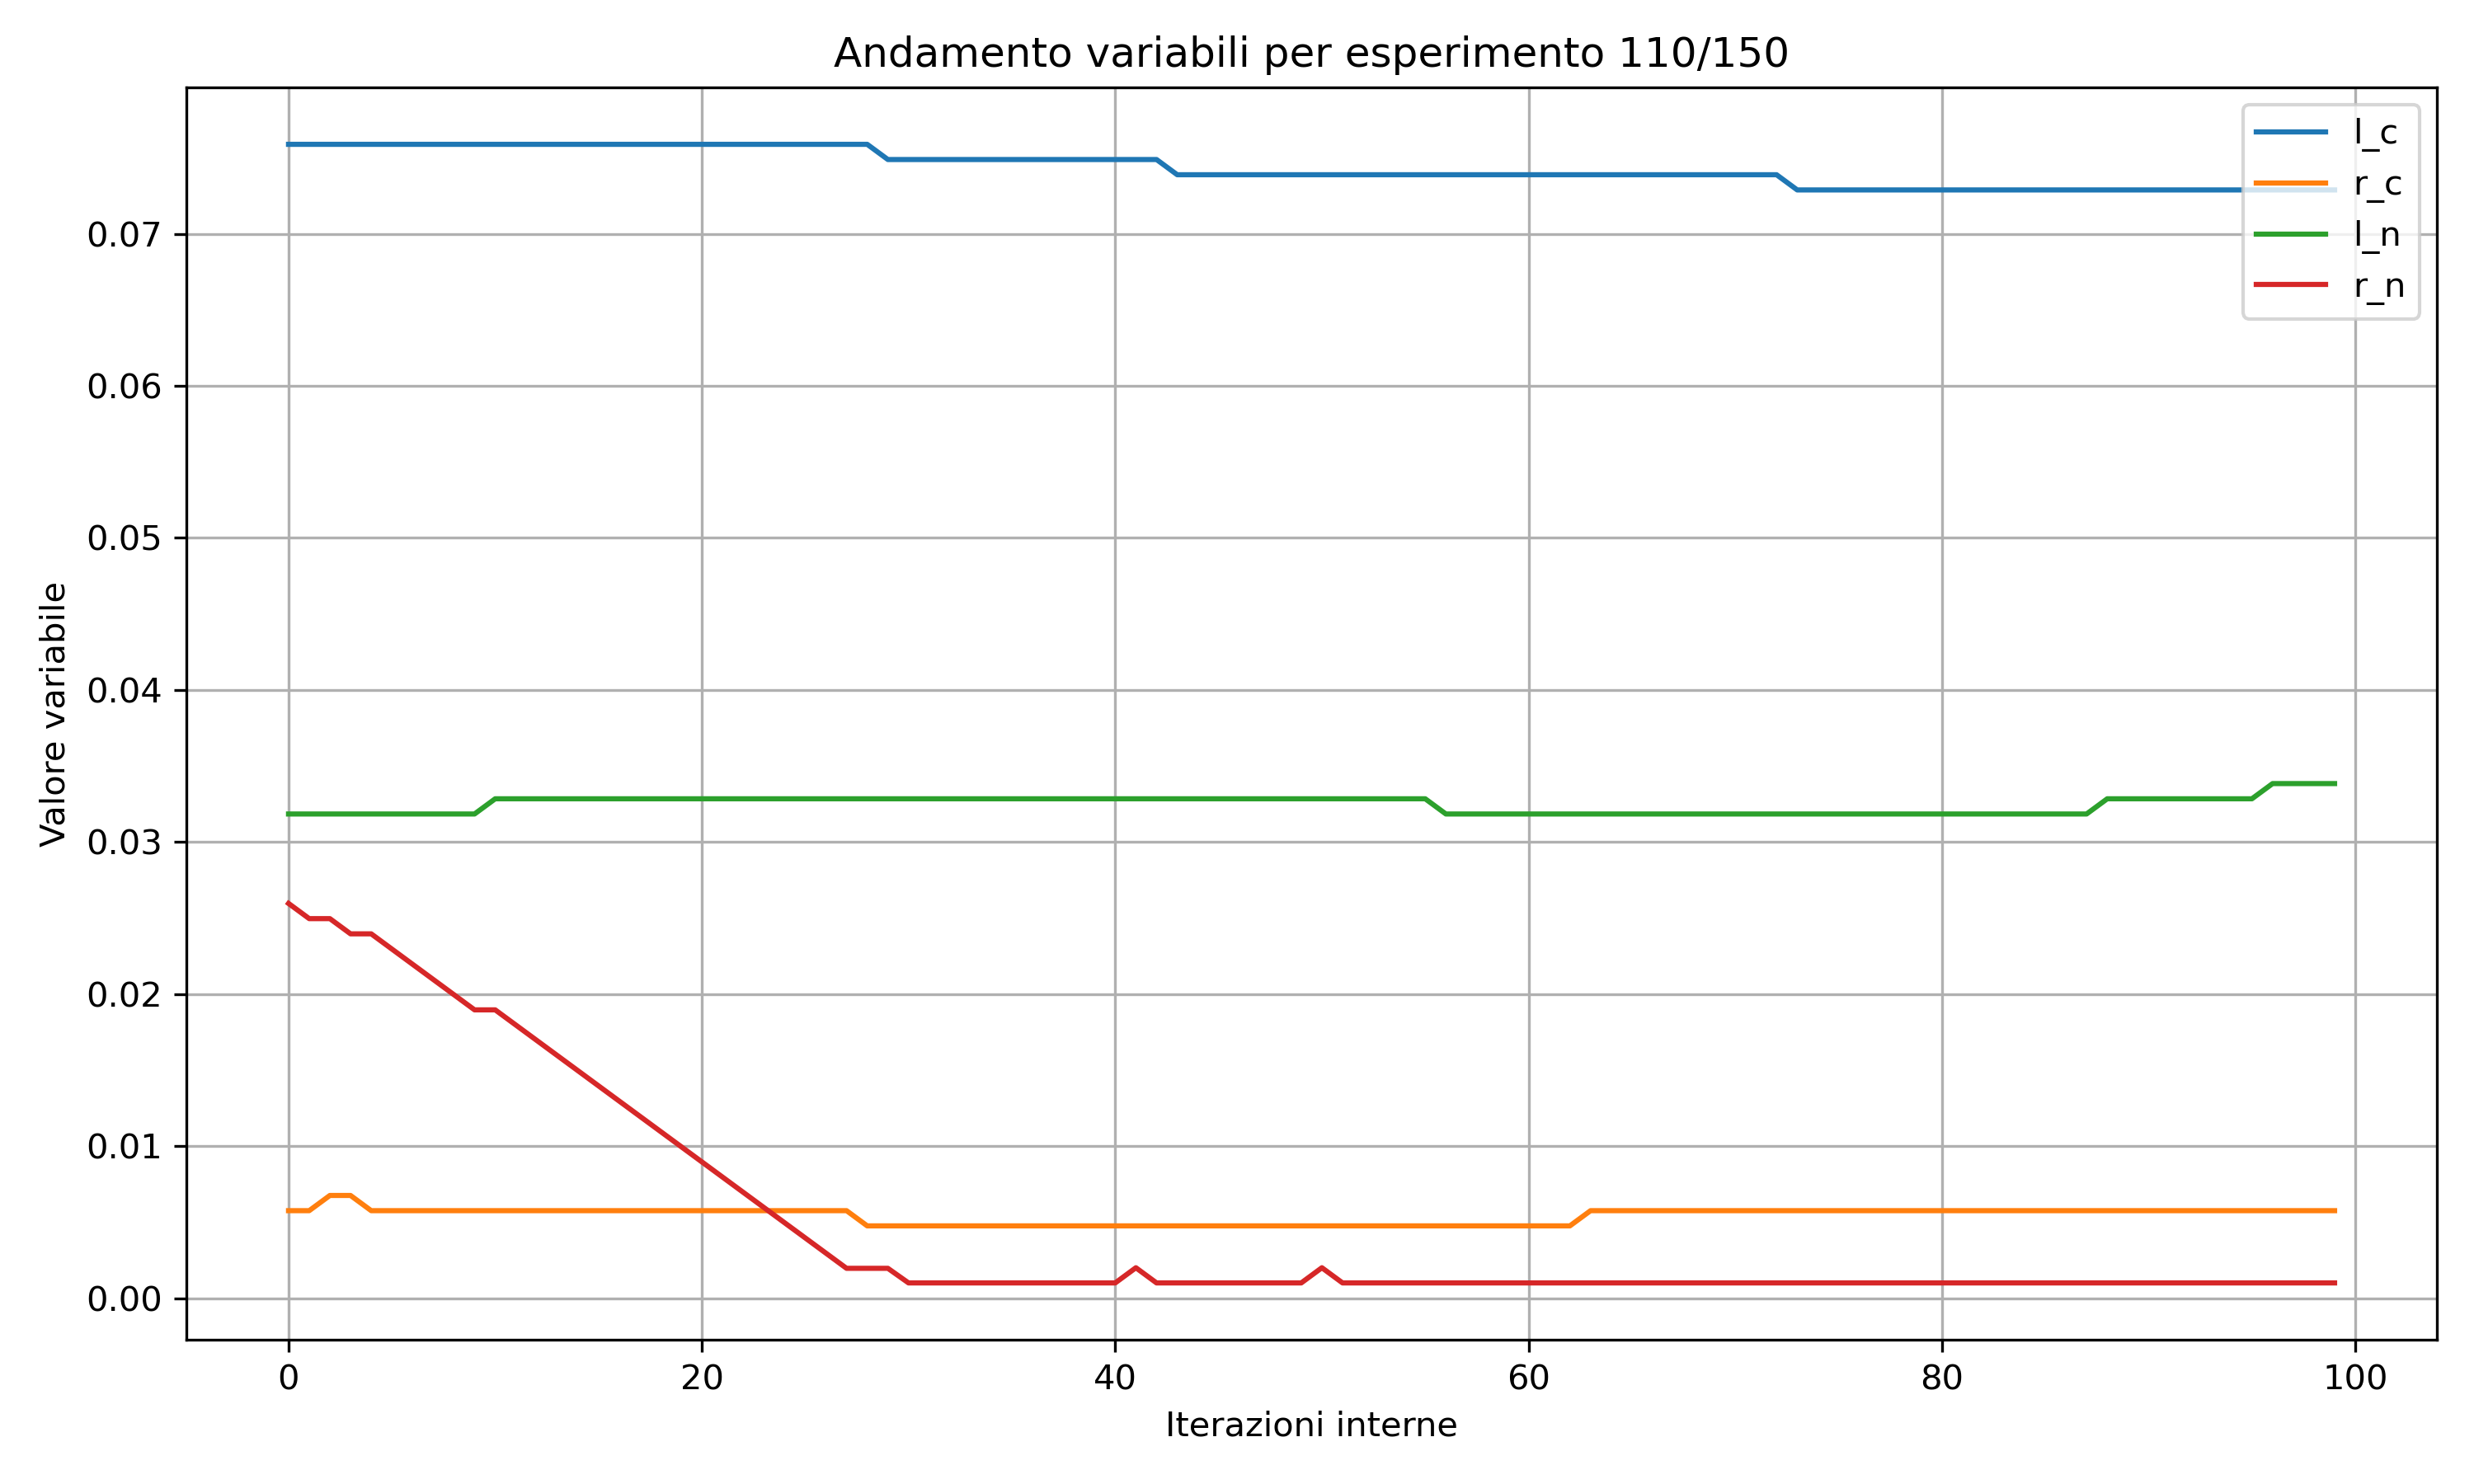 Andamento variabili per esperimento 110/150
l_c
r_c
l_n
r_n
Valore variabile
0.07
0.06
0.05
0.04
0.03
0.02
0.01
0.00
0 20 40 60 80 100
Iterazioni interne